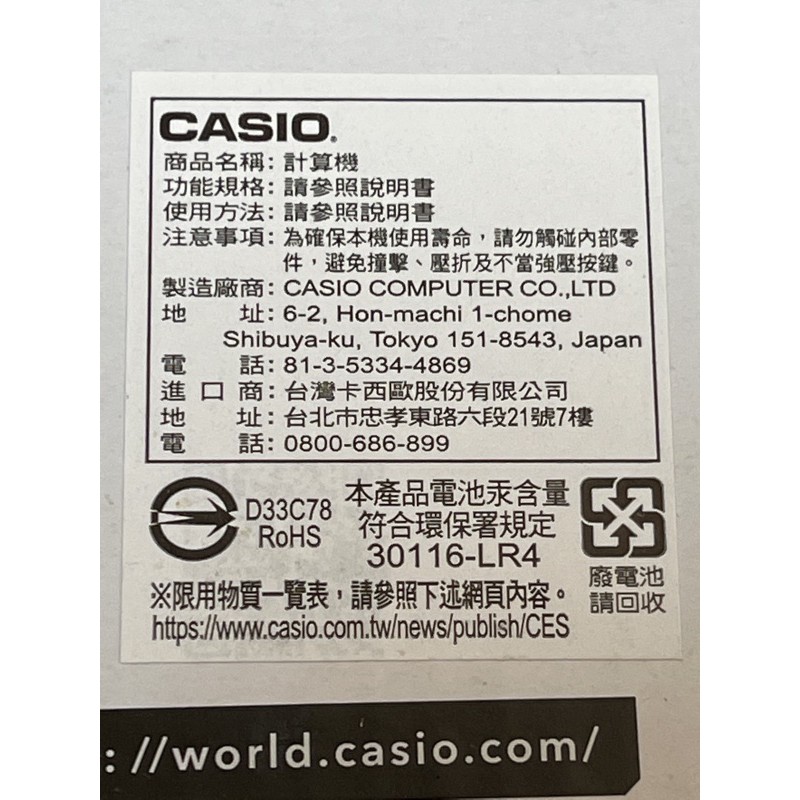 CASIO®
商品名稱：計算機
功能規格：請參照說明書
使用方法：請參照說明書
注意事項：為確保本機使用壽命，請勿觸碰內部零
件，避免撞擊、壓折及不當強壓按鍵。
製造廠商：CASIO COMPUTER CO.,LTD
地　　址：6-2, Hon-machi 1-chome
Shibuya-ku, Tokyo 151-8543, Japan
電　　話：81-3-5334-4869
進 口 商：台灣卡西歐股份有限公司
地　　址：台北市忠孝東路六段21號7樓
電　　話：0800-686-899
D33C78
RoHS
本產品電池汞含量
符合環保署規定
30116-LR4
廢電池
請回收
※限用物質一覽表，請參照下述網頁內容。
https://www.casio.com.tw/news/publish/CES
://world.casio.com/